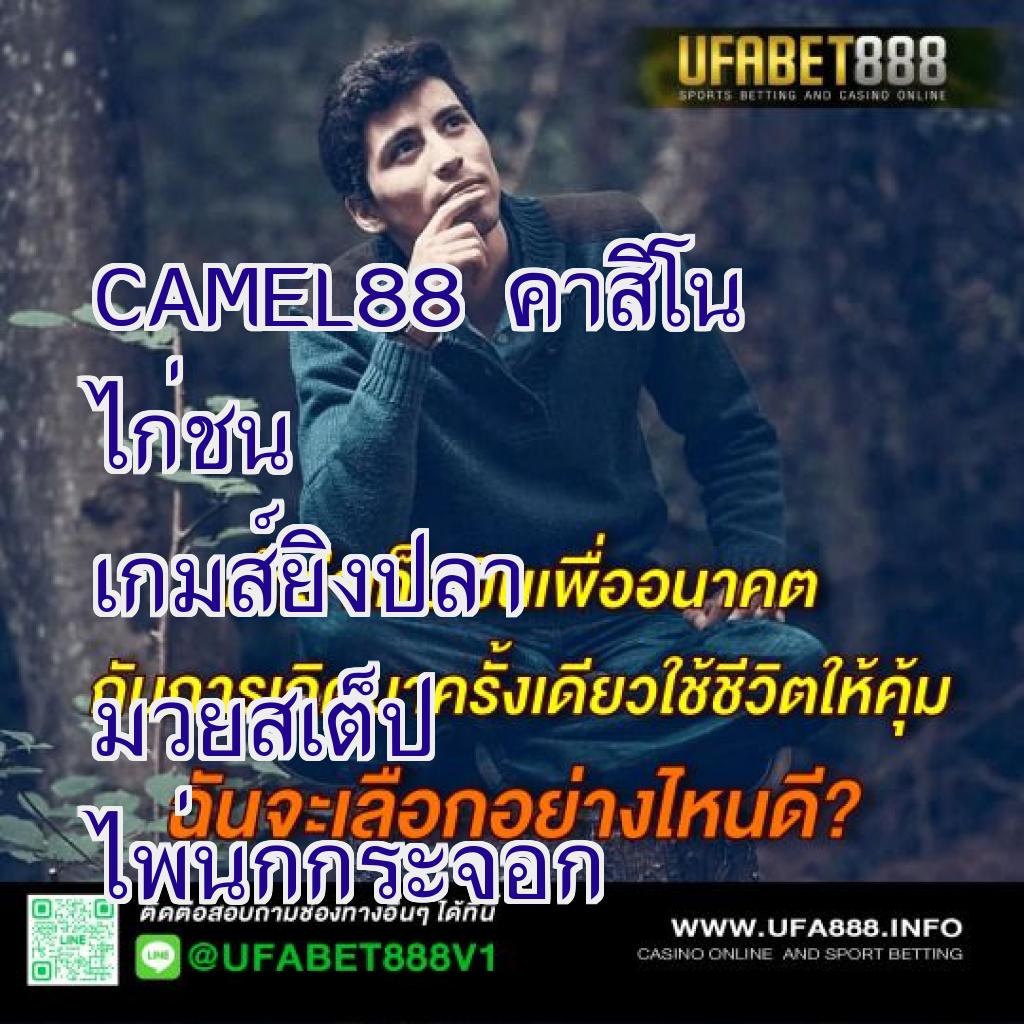 UFABET888
SPORTS BETTING AND CASINO ONLINE
CAMEL88 คาสิโน
ไก่ชน
เกมส์ยิงปลา
เพื่ออนาคต
มวยสเต็ป
ครั้งเดียวใช้ชีวิตให้คุ้ม
ฉันจะเลือกอย่างไหนดี?
ไพ่นกกระจอก
ติดต่อสอบถามช่องทางอื่นๆ ได้ที่นี่
LINE
@UFABET888V1
WWW.UFA888.INFO
CASINO ONLINE AND SPORT BETTING